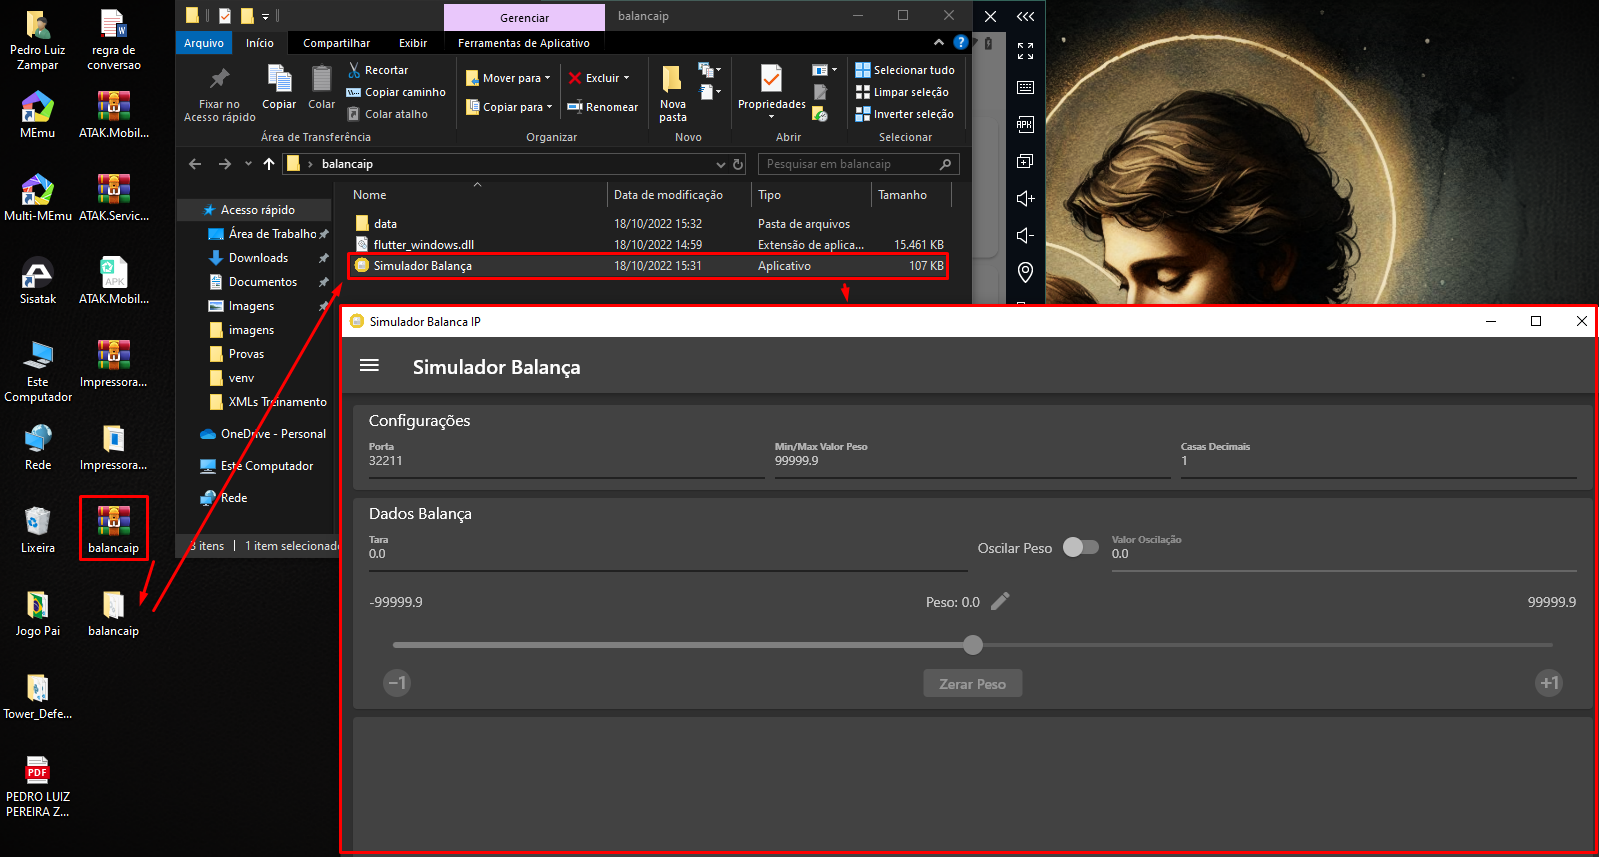 Pedro Luiz
Zampar
regra de
conversao
MEmu
ATAK.Mobil...
Multi-MEmu
ATAK.Servic...
Sisatak
APK
ATAK.Mobil...
Este
Computador
Impressora...
Rede
Impressora...
Lixeira
balancaip
Jogo Pai
balancaip
Tower_Defe...
PDF
PEDRO LUIZ
PEREIRA Z...
Gerenciar
balancaip
Arquivo
Início
Compartilhar
Exibir
Ferramentas de Aplicativo
Fixar no
Acesso rápido
Copiar
Colar
Recortar
Copiar caminho
Colar atalho
Área de Transferência
Mover para
Copiar para
Excluir
Renomear
Organizar
Nova
pasta
Novo
Propriedades
Abrir
Selecionar tudo
Limpar seleção
Inverter seleção
Selecionar
balancaip
Pesquisar em balancaip
Acesso rápido
Área de Trabalho
Downloads
Documentos
Imagens
imagens
Provas
venv
XMLs Treinamento
OneDrive - Personal
Este Computador
Rede
Nome Data de modificação Tipo Tamanho
data 18/10/2022 15:32 Pasta de arquivos
flutter_windows.dll 18/10/2022 14:59 Extensão de aplica... 15.461 KB
Simulador Balança 18/10/2022 15:31 Aplicativo 107 KB
3 itens
1 item selecionado
APK
Simulador Balanca IP
Simulador Balança
Configurações
Porta
32211
Min/Max Valor Peso
99999.9
Casas Decimais
1
Dados Balança
Tara
0.0
Oscilar Peso
Valor Oscilação
0.0
-99999.9
Peso: 0.0
99999.9
-1
Zerar Peso
+1